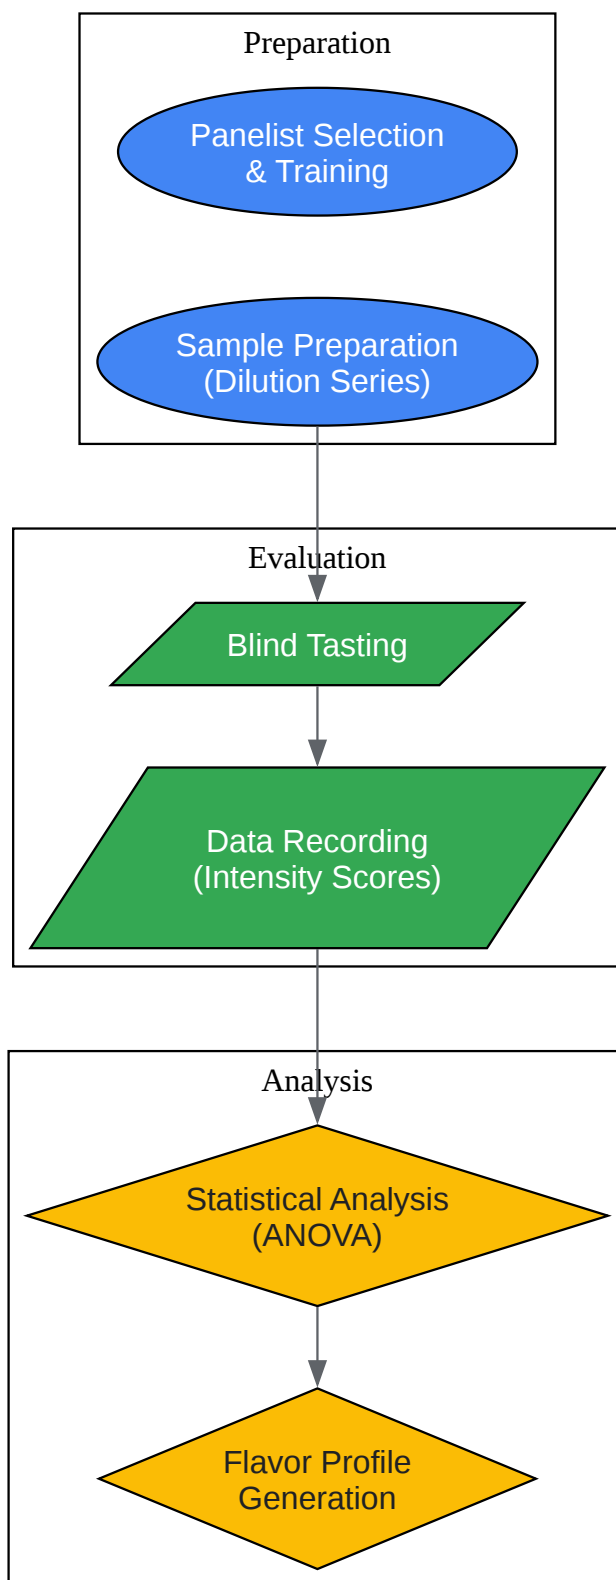 Preparation
Panelist Selection
& Training
Sample Preparation
(Dilution Series)
Evaluation
Blind Tasting
Data Recording
(Intensity Scores)
Analysis
Statistical Analysis
(ANOVA)
Flavor Profile
Generation